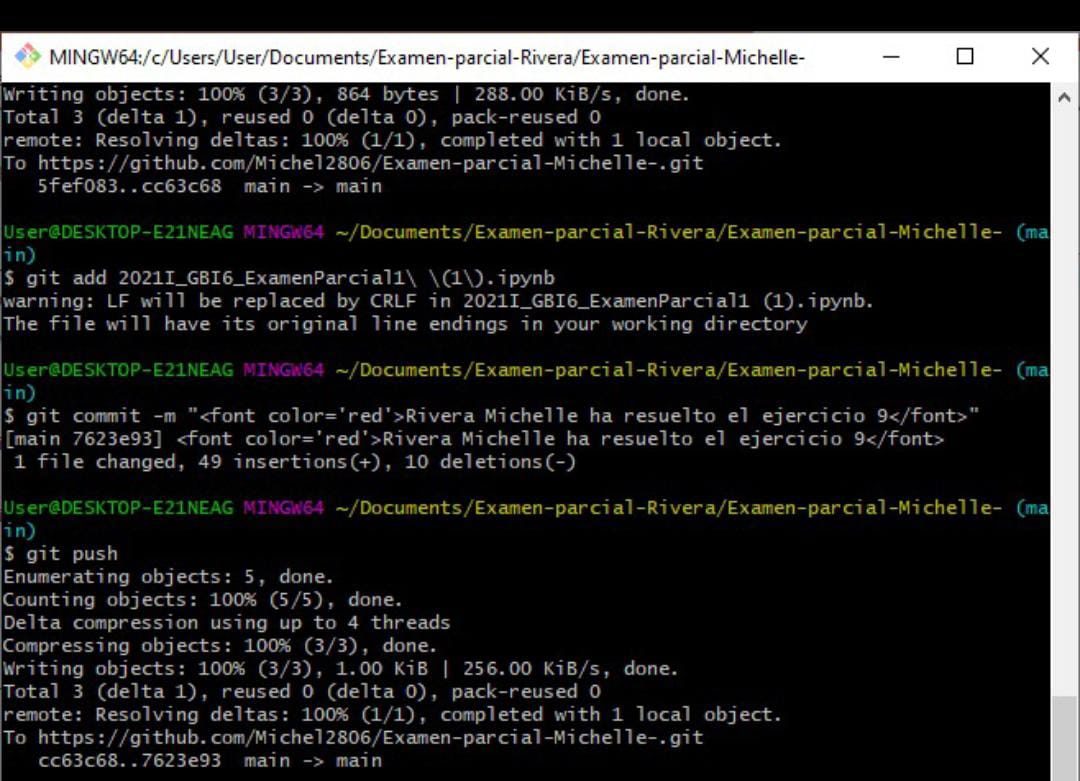 MINGW64:/c/Users/User/Documents/Examen-parcial-Rivera/Examen-parcial-Michelle-
Writing objects: 100% (3/3), 864 bytes | 288.00 KiB/s, done.
Total 3 (delta 1), reused 0 (delta 0), pack-reused 0
remote: Resolving deltas: 100% (1/1), completed with 1 local object.
To https://github.com/Michel2806/Examen-parcial-Michelle-.git
   5fef083..cc63c68  main -> main
User@DESKTOP-E21NEAG MINGW64 ~/Documents/Examen-parcial-Rivera/Examen-parcial-Michelle- (ma
in)
$ git add 2021I_GBI6_ExamenParcial1\ \(1\).ipynb
warning: LF will be replaced by CRLF in 2021I_GBI6_ExamenParcial1 (1).ipynb.
The file will have its original line endings in your working directory
User@DESKTOP-E21NEAG MINGW64 ~/Documents/Examen-parcial-Rivera/Examen-parcial-Michelle- (ma
in)
$ git commit -m "<font color='red'>Rivera Michelle ha resuelto el ejercicio 9</font>"
[main 7623e93] <font color='red'>Rivera Michelle ha resuelto el ejercicio 9</font>
 1 file changed, 49 insertions(+), 10 deletions(-)
User@DESKTOP-E21NEAG MINGW64 ~/Documents/Examen-parcial-Rivera/Examen-parcial-Michelle- (ma
in)
$ git push
Enumerating objects: 5, done.
Counting objects: 100% (5/5), done.
Delta compression using up to 4 threads
Compressing objects: 100% (3/3), done.
Writing objects: 100% (3/3), 1.00 KiB | 256.00 KiB/s, done.
Total 3 (delta 1), reused 0 (delta 0), pack-reused 0
remote: Resolving deltas: 100% (1/1), completed with 1 local object.
To https://github.com/Michel2806/Examen-parcial-Michelle-.git
   cc63c68..7623e93  main -> main